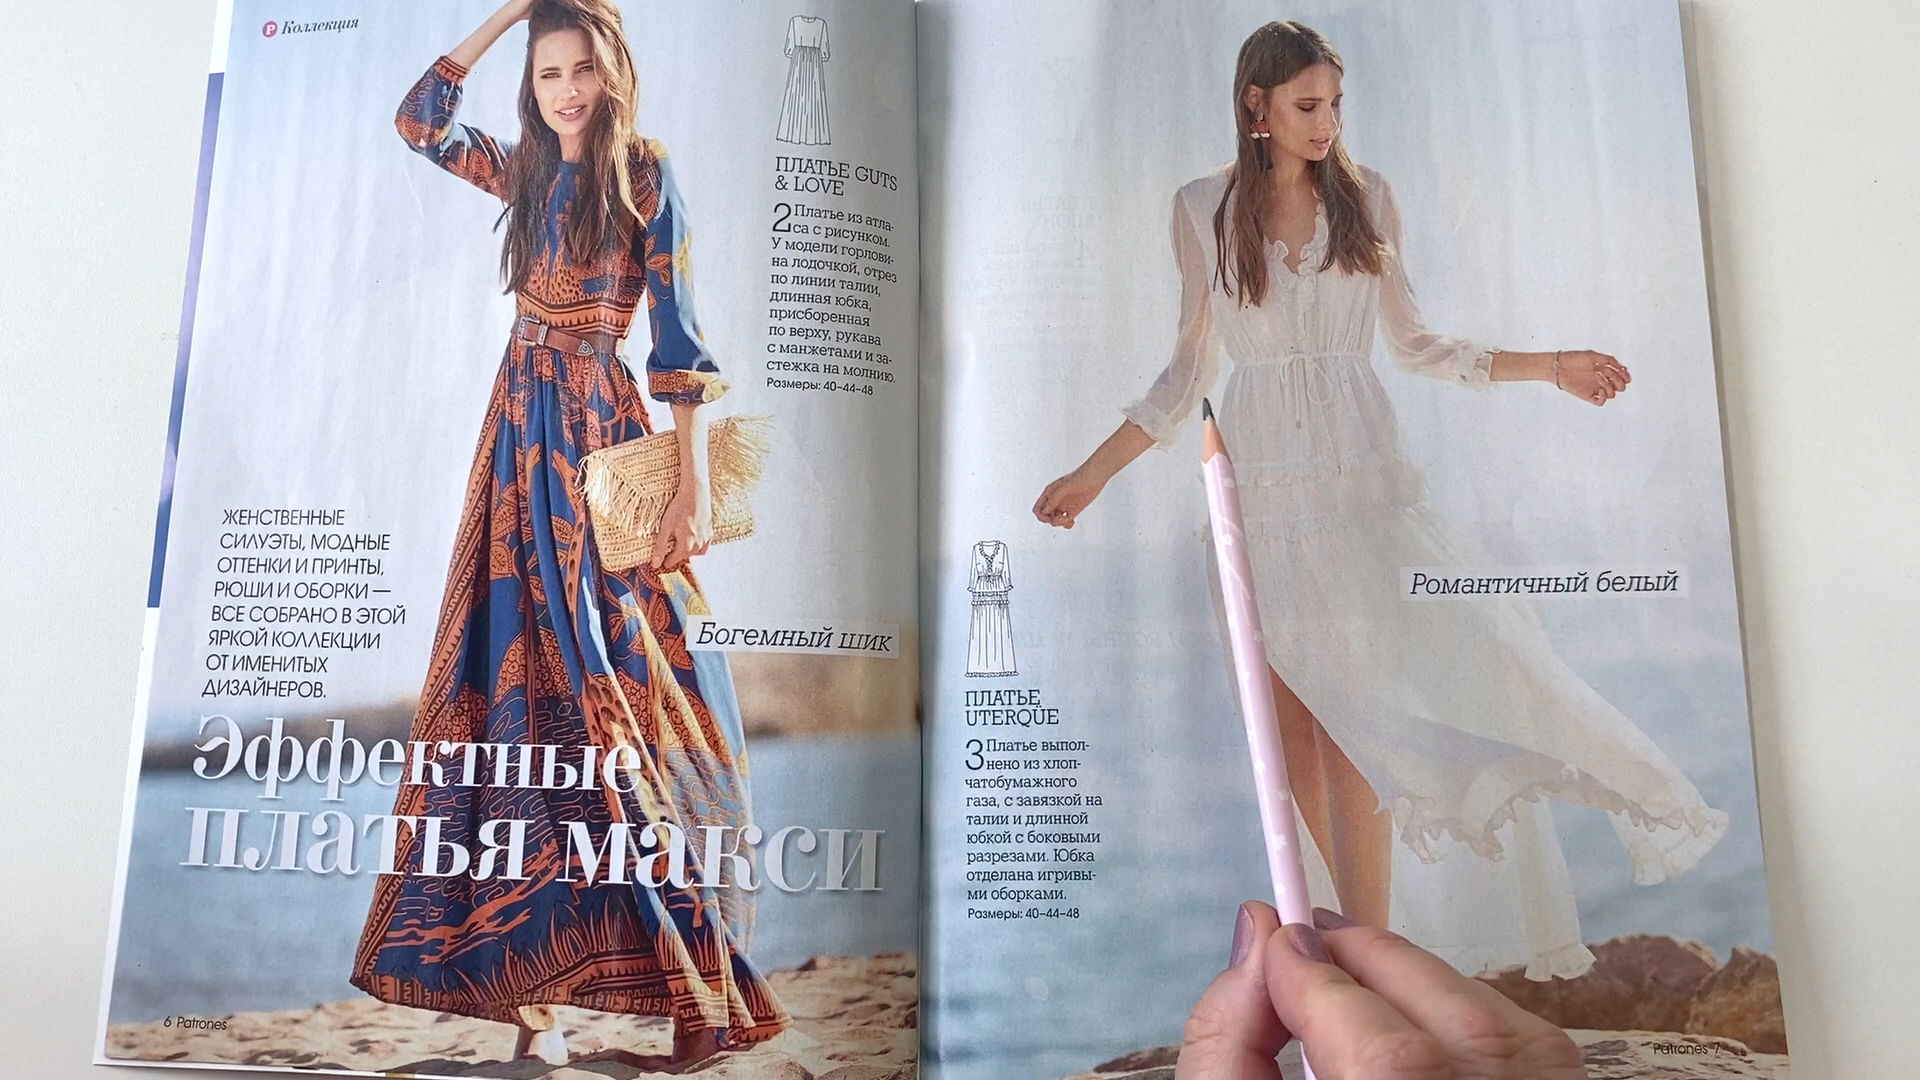 Р Коллекция
ПЛАТЬЕ GUTS
& LOVE
2 Платье из атла-
са с рисунком.
У модели горлови-
на лодочкой, отрез
по линии талии,
длинная юбка,
присборенная
по верху, рукава
с манжетами и за-
стежка на молнию.
Размеры: 40-44-48
ЖЕНСТВЕННЫЕ
СИЛУЭТЫ, МОДНЫЕ
ОТТЕНКИ И ПРИНТЫ,
РЮШИ И ОБОРКИ —
ВСЕ СОБРАНО В ЭТОЙ
ЯРКОЙ КОЛЛЕКЦИИ
ОТ ИМЕНИТЫХ
ДИЗАЙНЕРОВ.
Богемный шик
Эффектные
платья макси
6 Patrones
Романтичный белый
ПЛАТЬЕ
UTERQÜE
3 Платье выпол-
нено из хлоп-
чатобумажного
газа, с завязкой на
талии и длинной
юбкой с боковыми
разрезами. Юбка
отделана игривы-
ми оборками.
Размеры: 40-44-48
Patrones 7